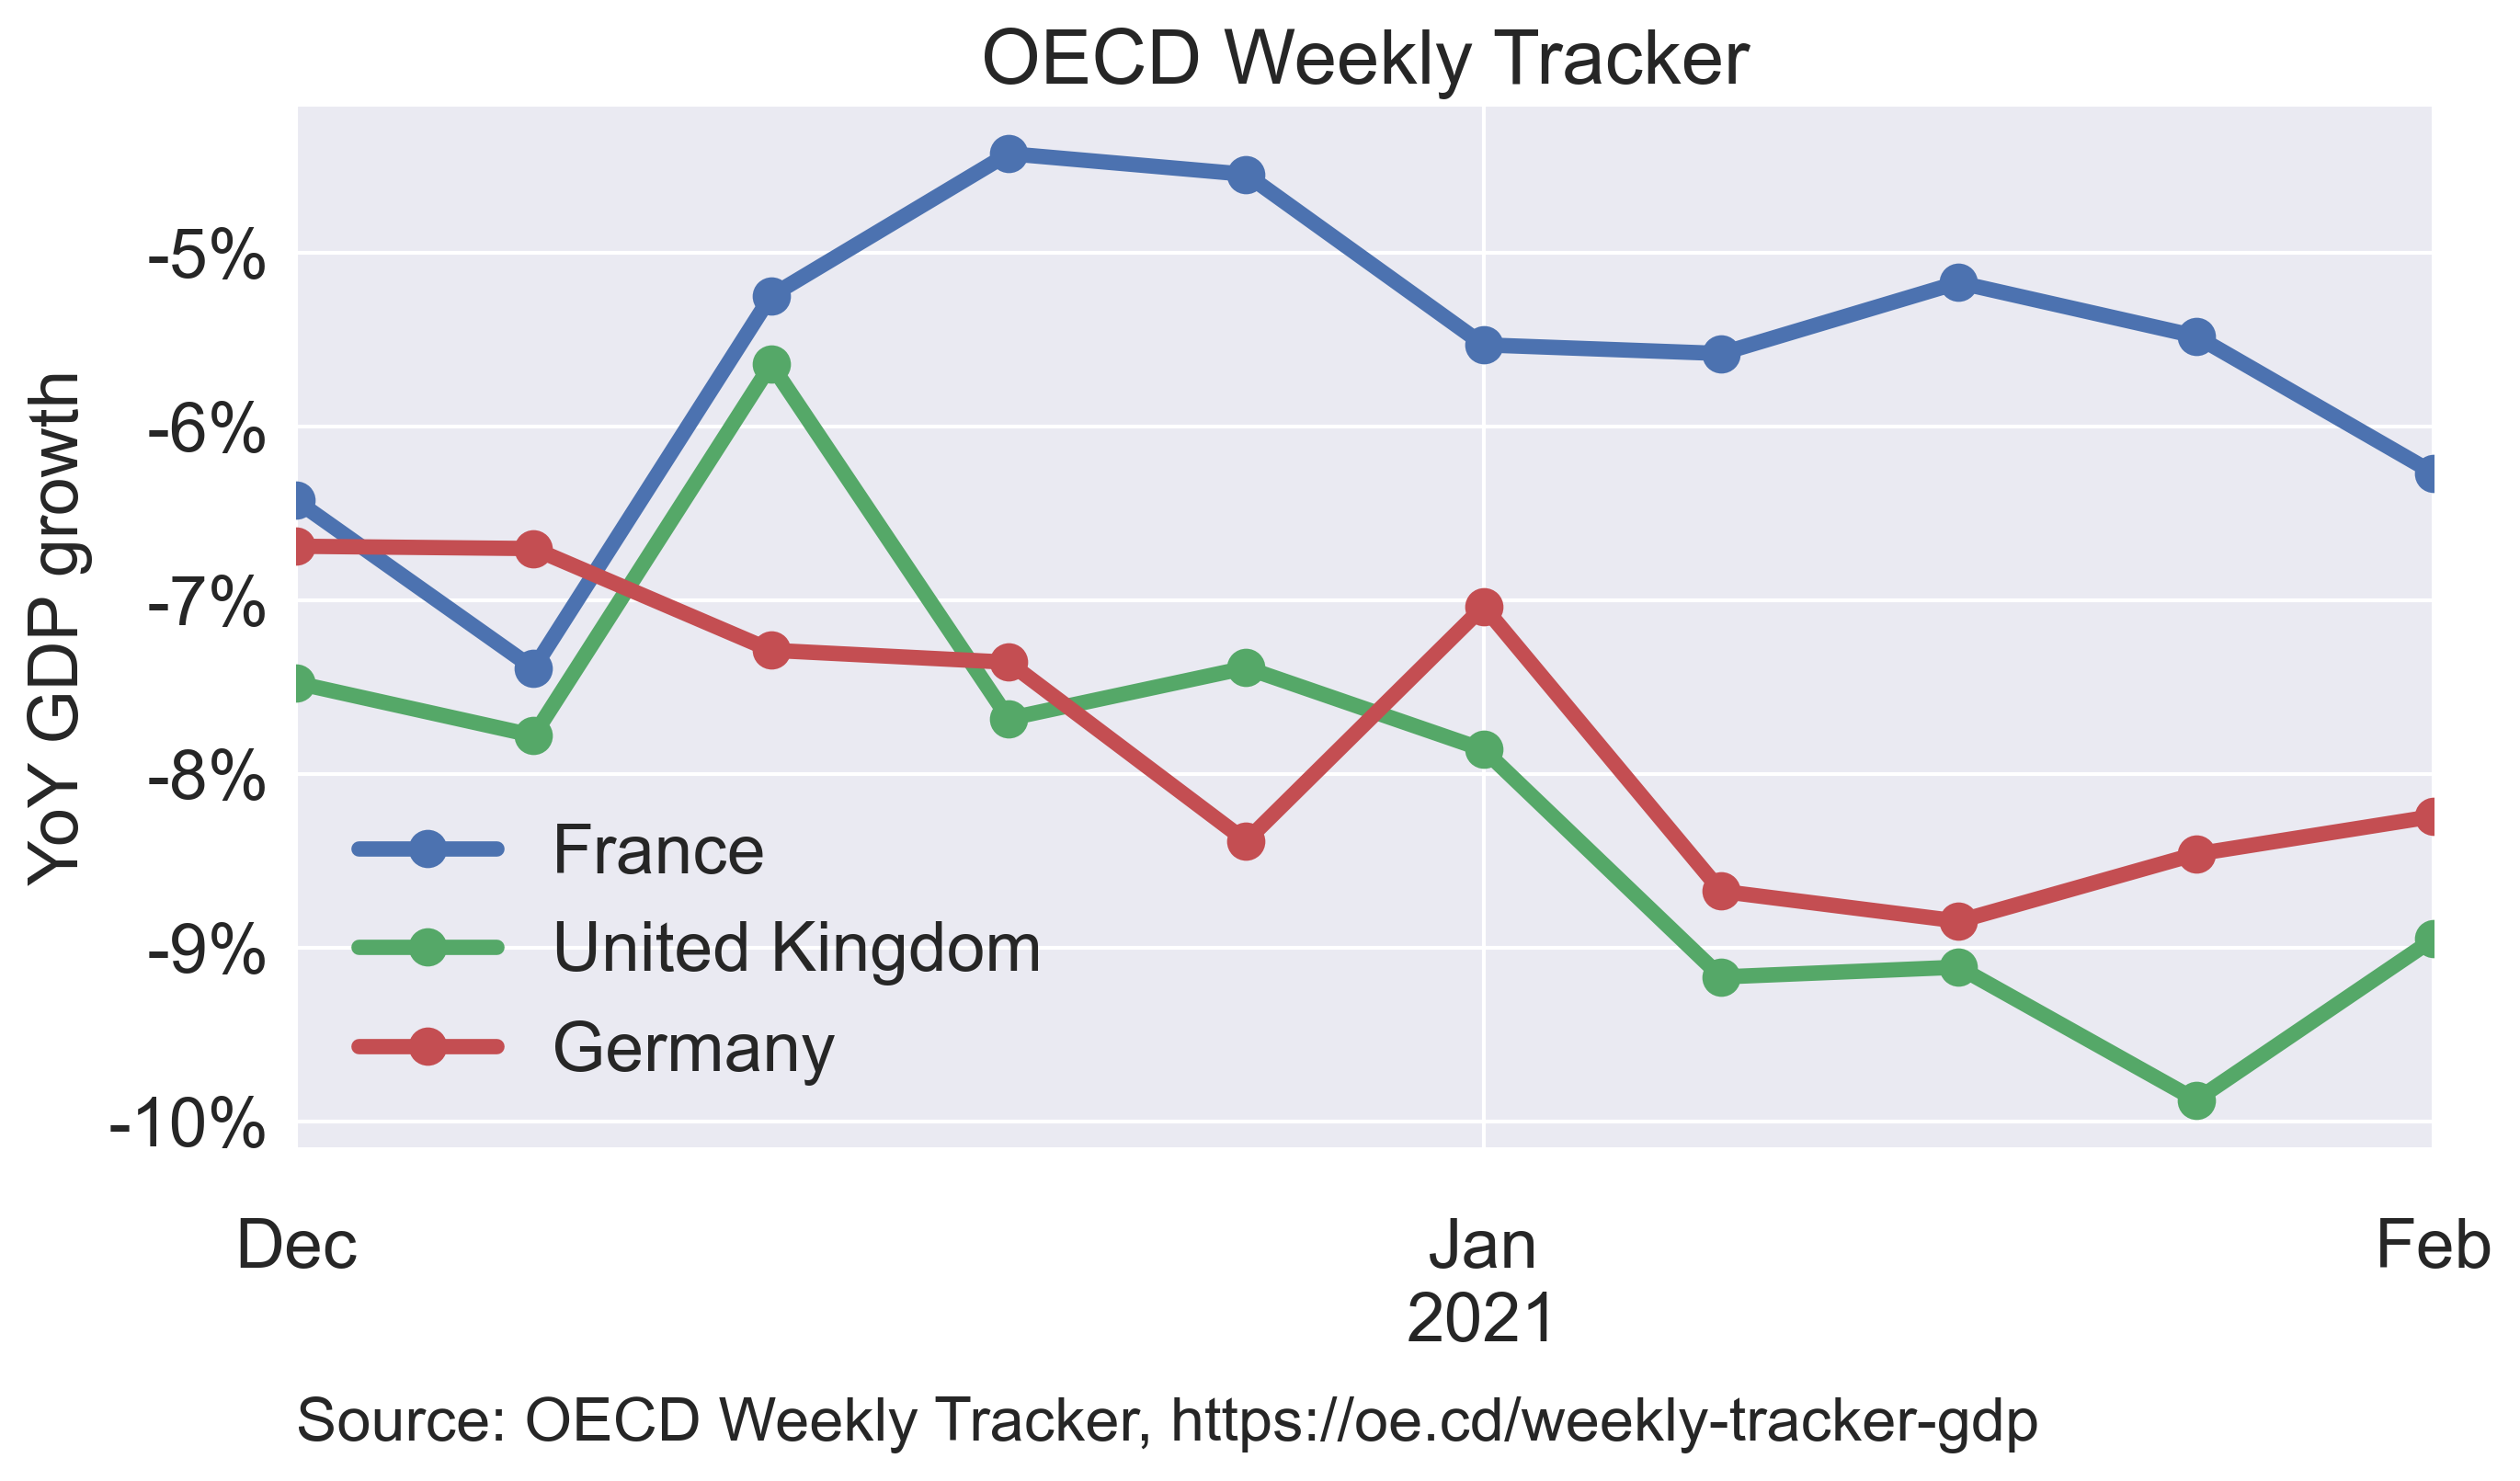 OECD Weekly Tracker
YoY GDP growth
-5%
-6%
-7%
-8%
-9%
-10%
France
United Kingdom
Germany
Dec
Jan
2021
Feb
Source: OECD Weekly Tracker, https://oe.cd/weekly-tracker-gdp